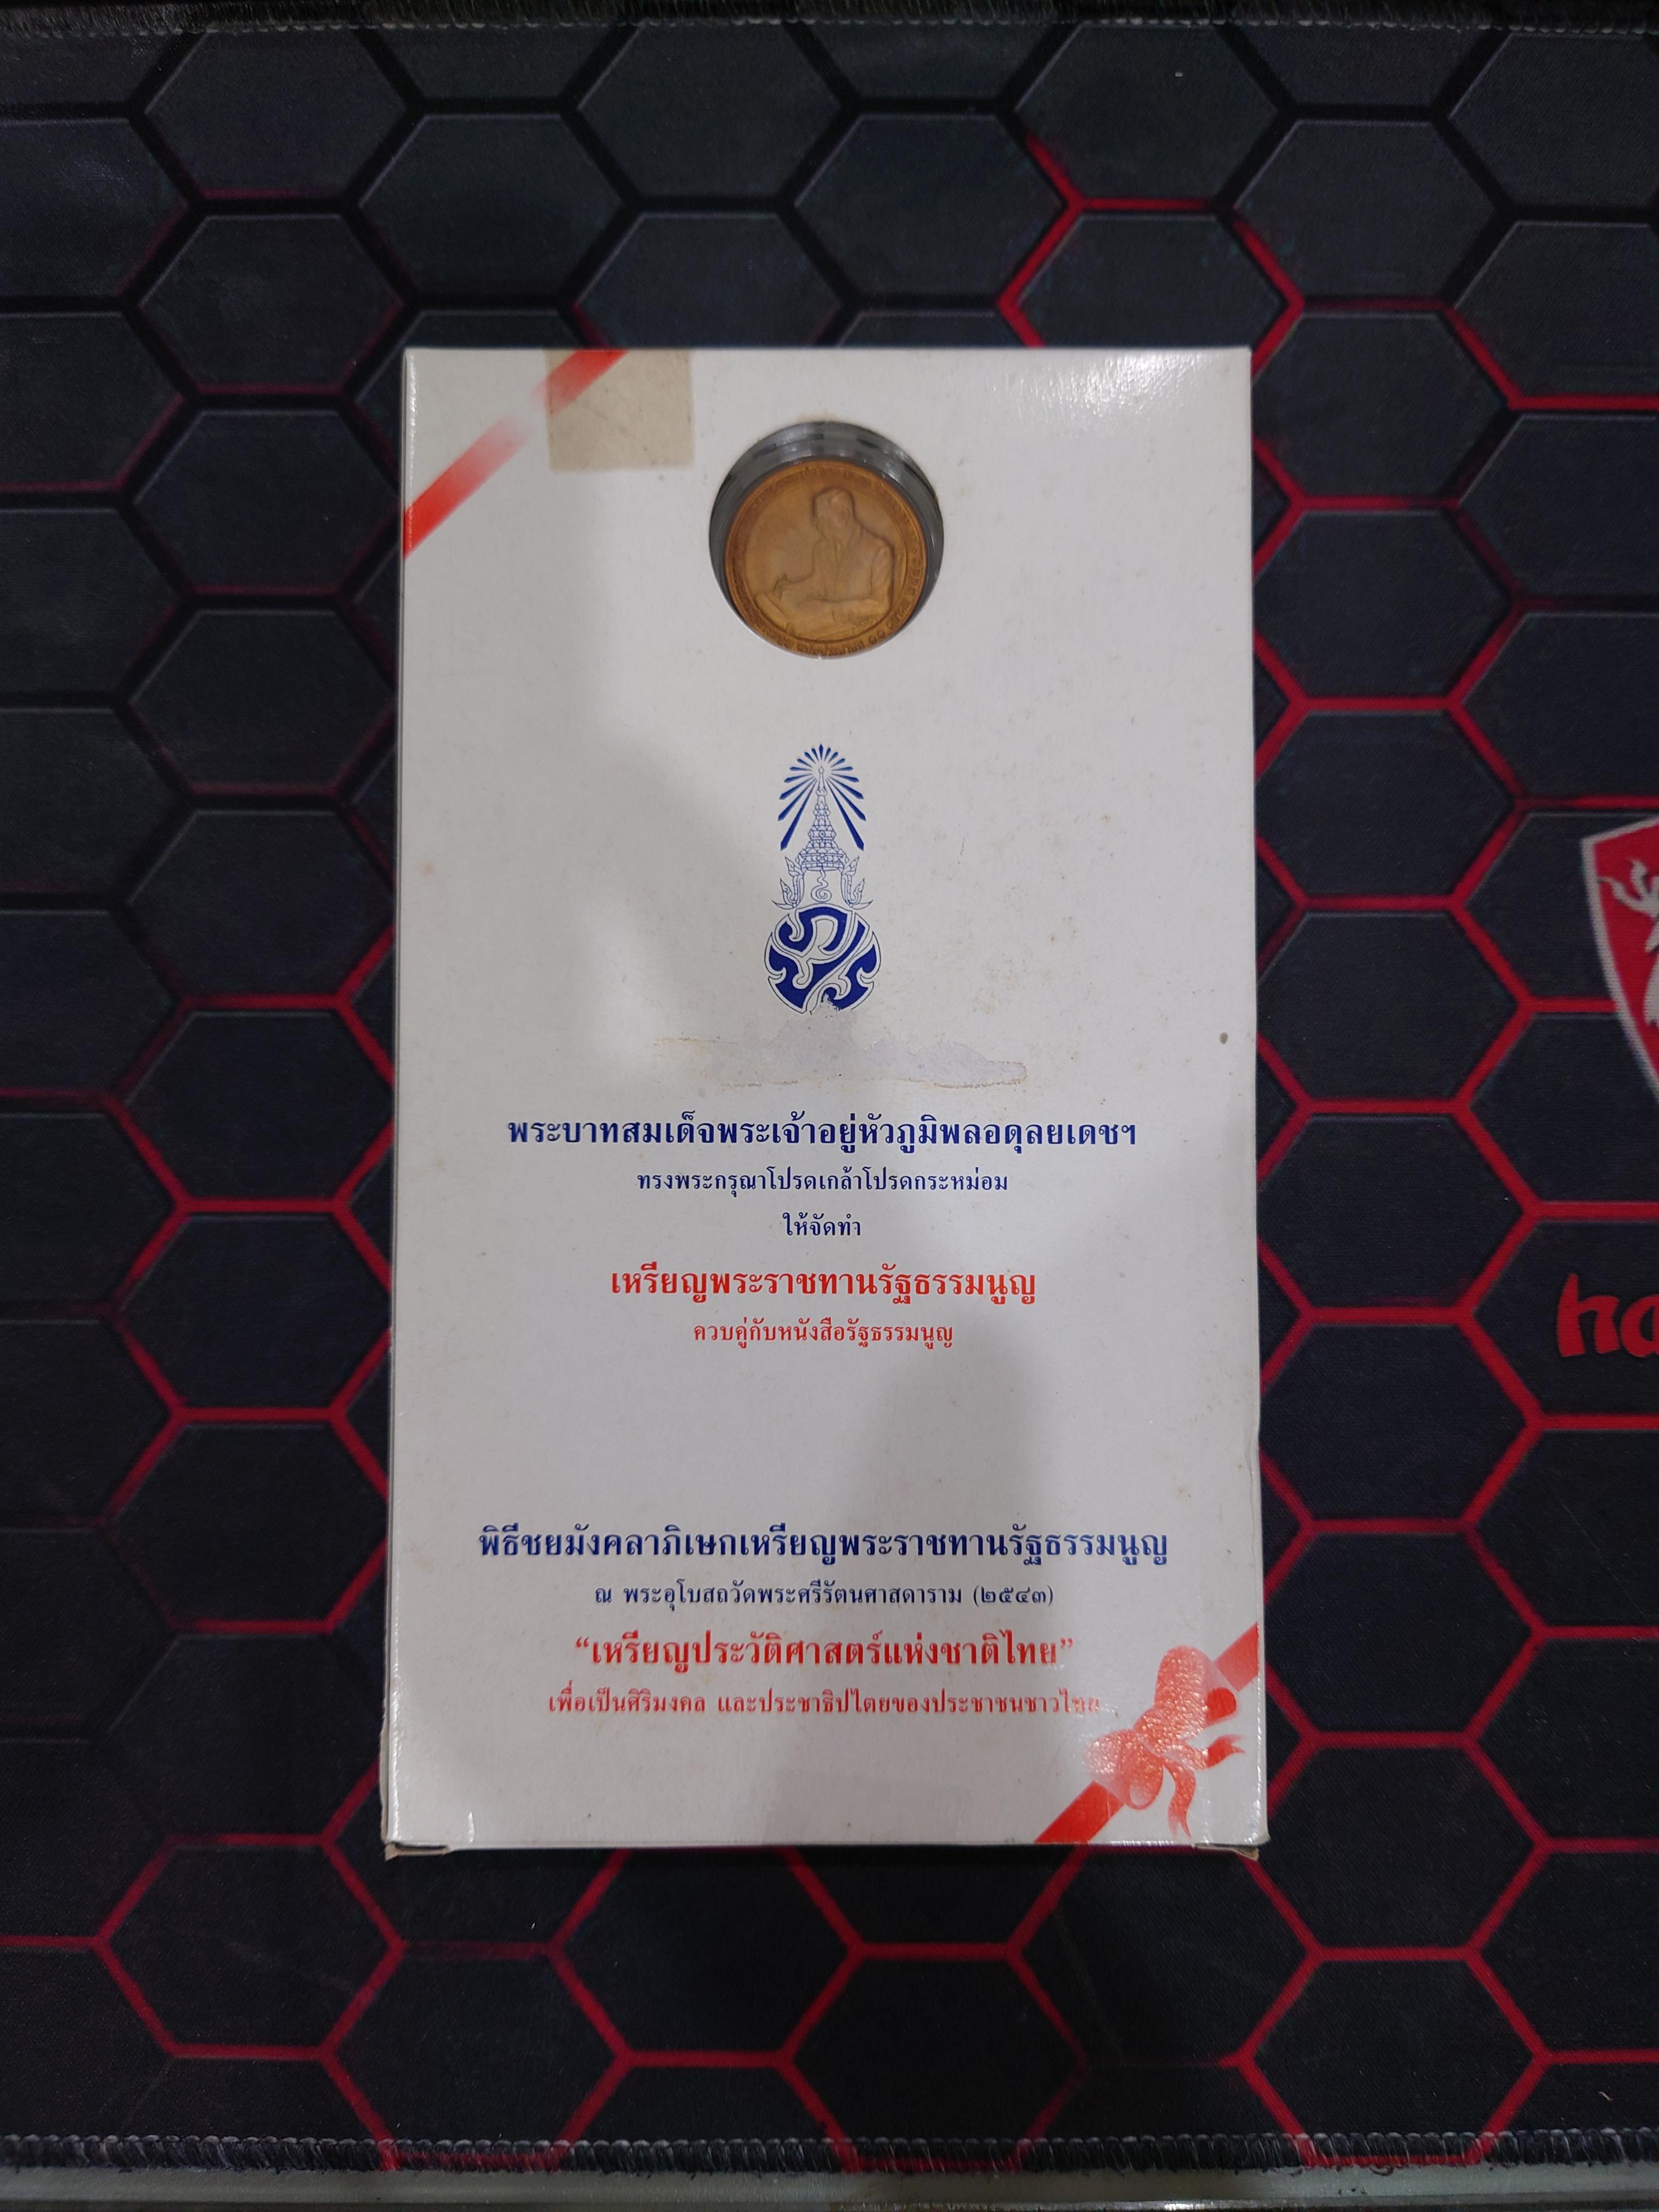 พระบาทสมเด็จพระเจ้าอยู่หัวภูมิพลอดุลยเดชฯ
ทรงพระกรุณาโปรดเกล้าโปรดกระหม่อม
ให้จัดทำ
เหรียญพระราชทานรัฐธรรมนูญ
ควบคู่กับหนังสือรัฐธรรมนูญ
พิธีชยมังคลาภิเษกเหรียญพระราชทานรัฐธรรมนูญ
ณ พระอุโบสถวัดพระศรีรัตนศาสดาราม (๒๕๔๓)
“เหรียญประวัติศาสตร์แห่งชาติไทย”
เพื่อเป็นศิริมงคล และประชาธิปไตยของประชาชนชาวไทย